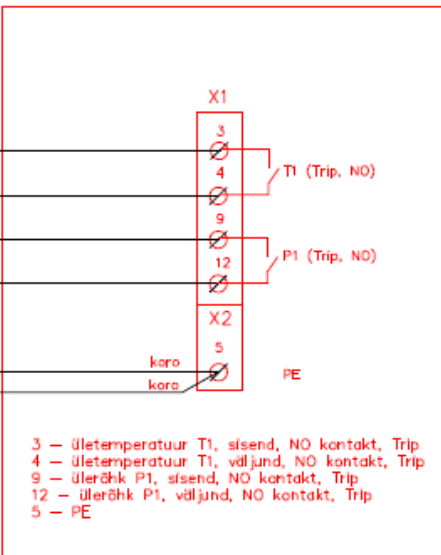 X1
3
4
T1 (Trip, NO)
9
12
P1 (Trip, NO)
X2
5
koro
koro
PE
3 – ületemperatuur T1, sisend, NO kontakt, Trip
4 – ületemperatuur T1, väljund, NO kontakt, Trip
9 – ülerõhk P1, sisend, NO kontakt, Trip
12 – ülerõhk P1, väljund, NO kontakt, Trip
5 – PE